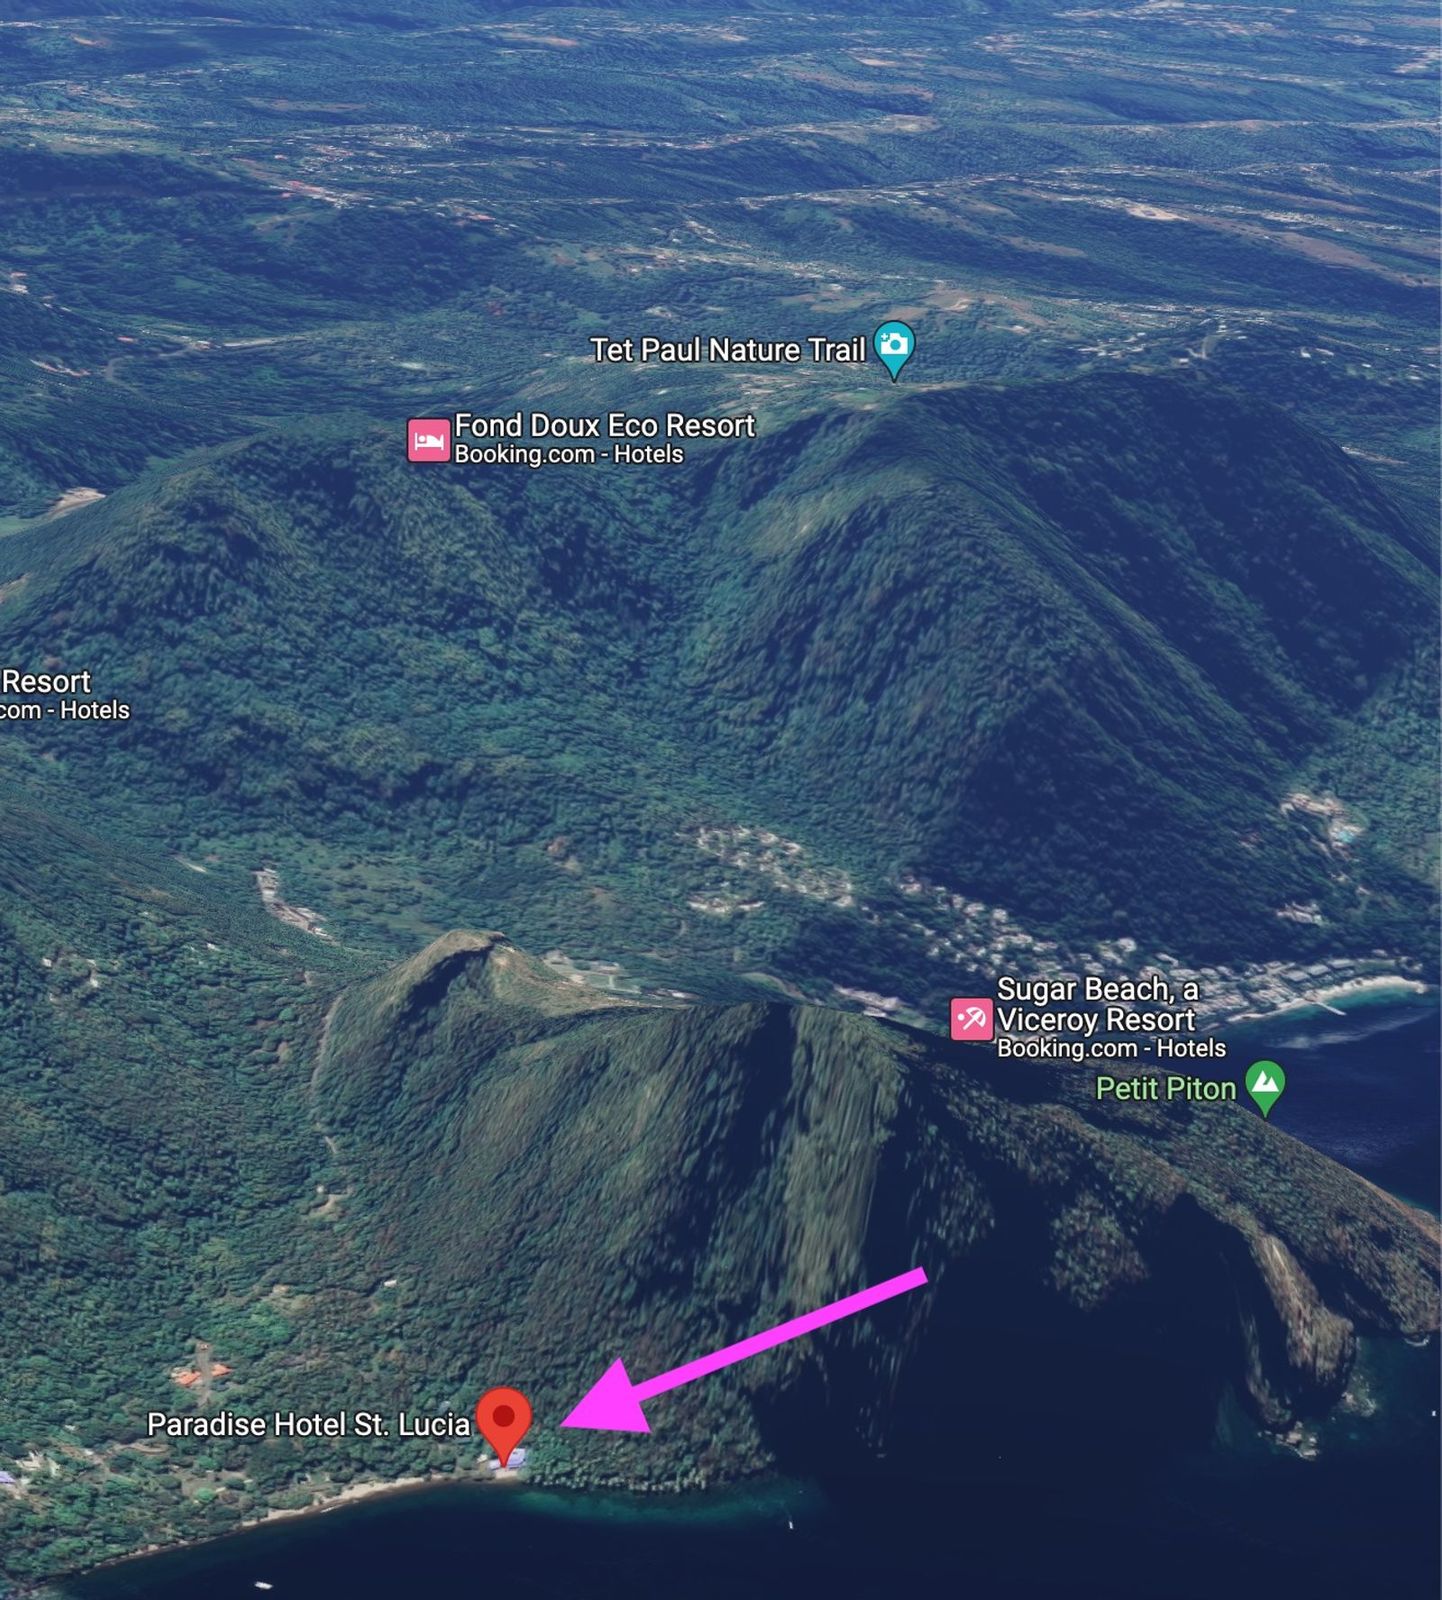 Tet Paul Nature Trail
Fond Doux Eco Resort
Booking.com - Hotels
Resort
com - Hotels
Sugar Beach, a
Viceroy Resort
Booking.com - Hotels
Petit Piton
Paradise Hotel St. Lucia